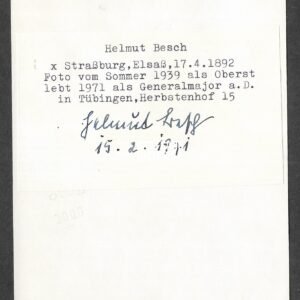 Helmut Besch
x Straßburg,Elsaß,17.4.1892
Foto vom Sommer 1939 als Oberst
lebt 1971 als Generalmajor a.D.
in Tübingen,Herbstenhof 15
Helmut Besch
15.2.1971